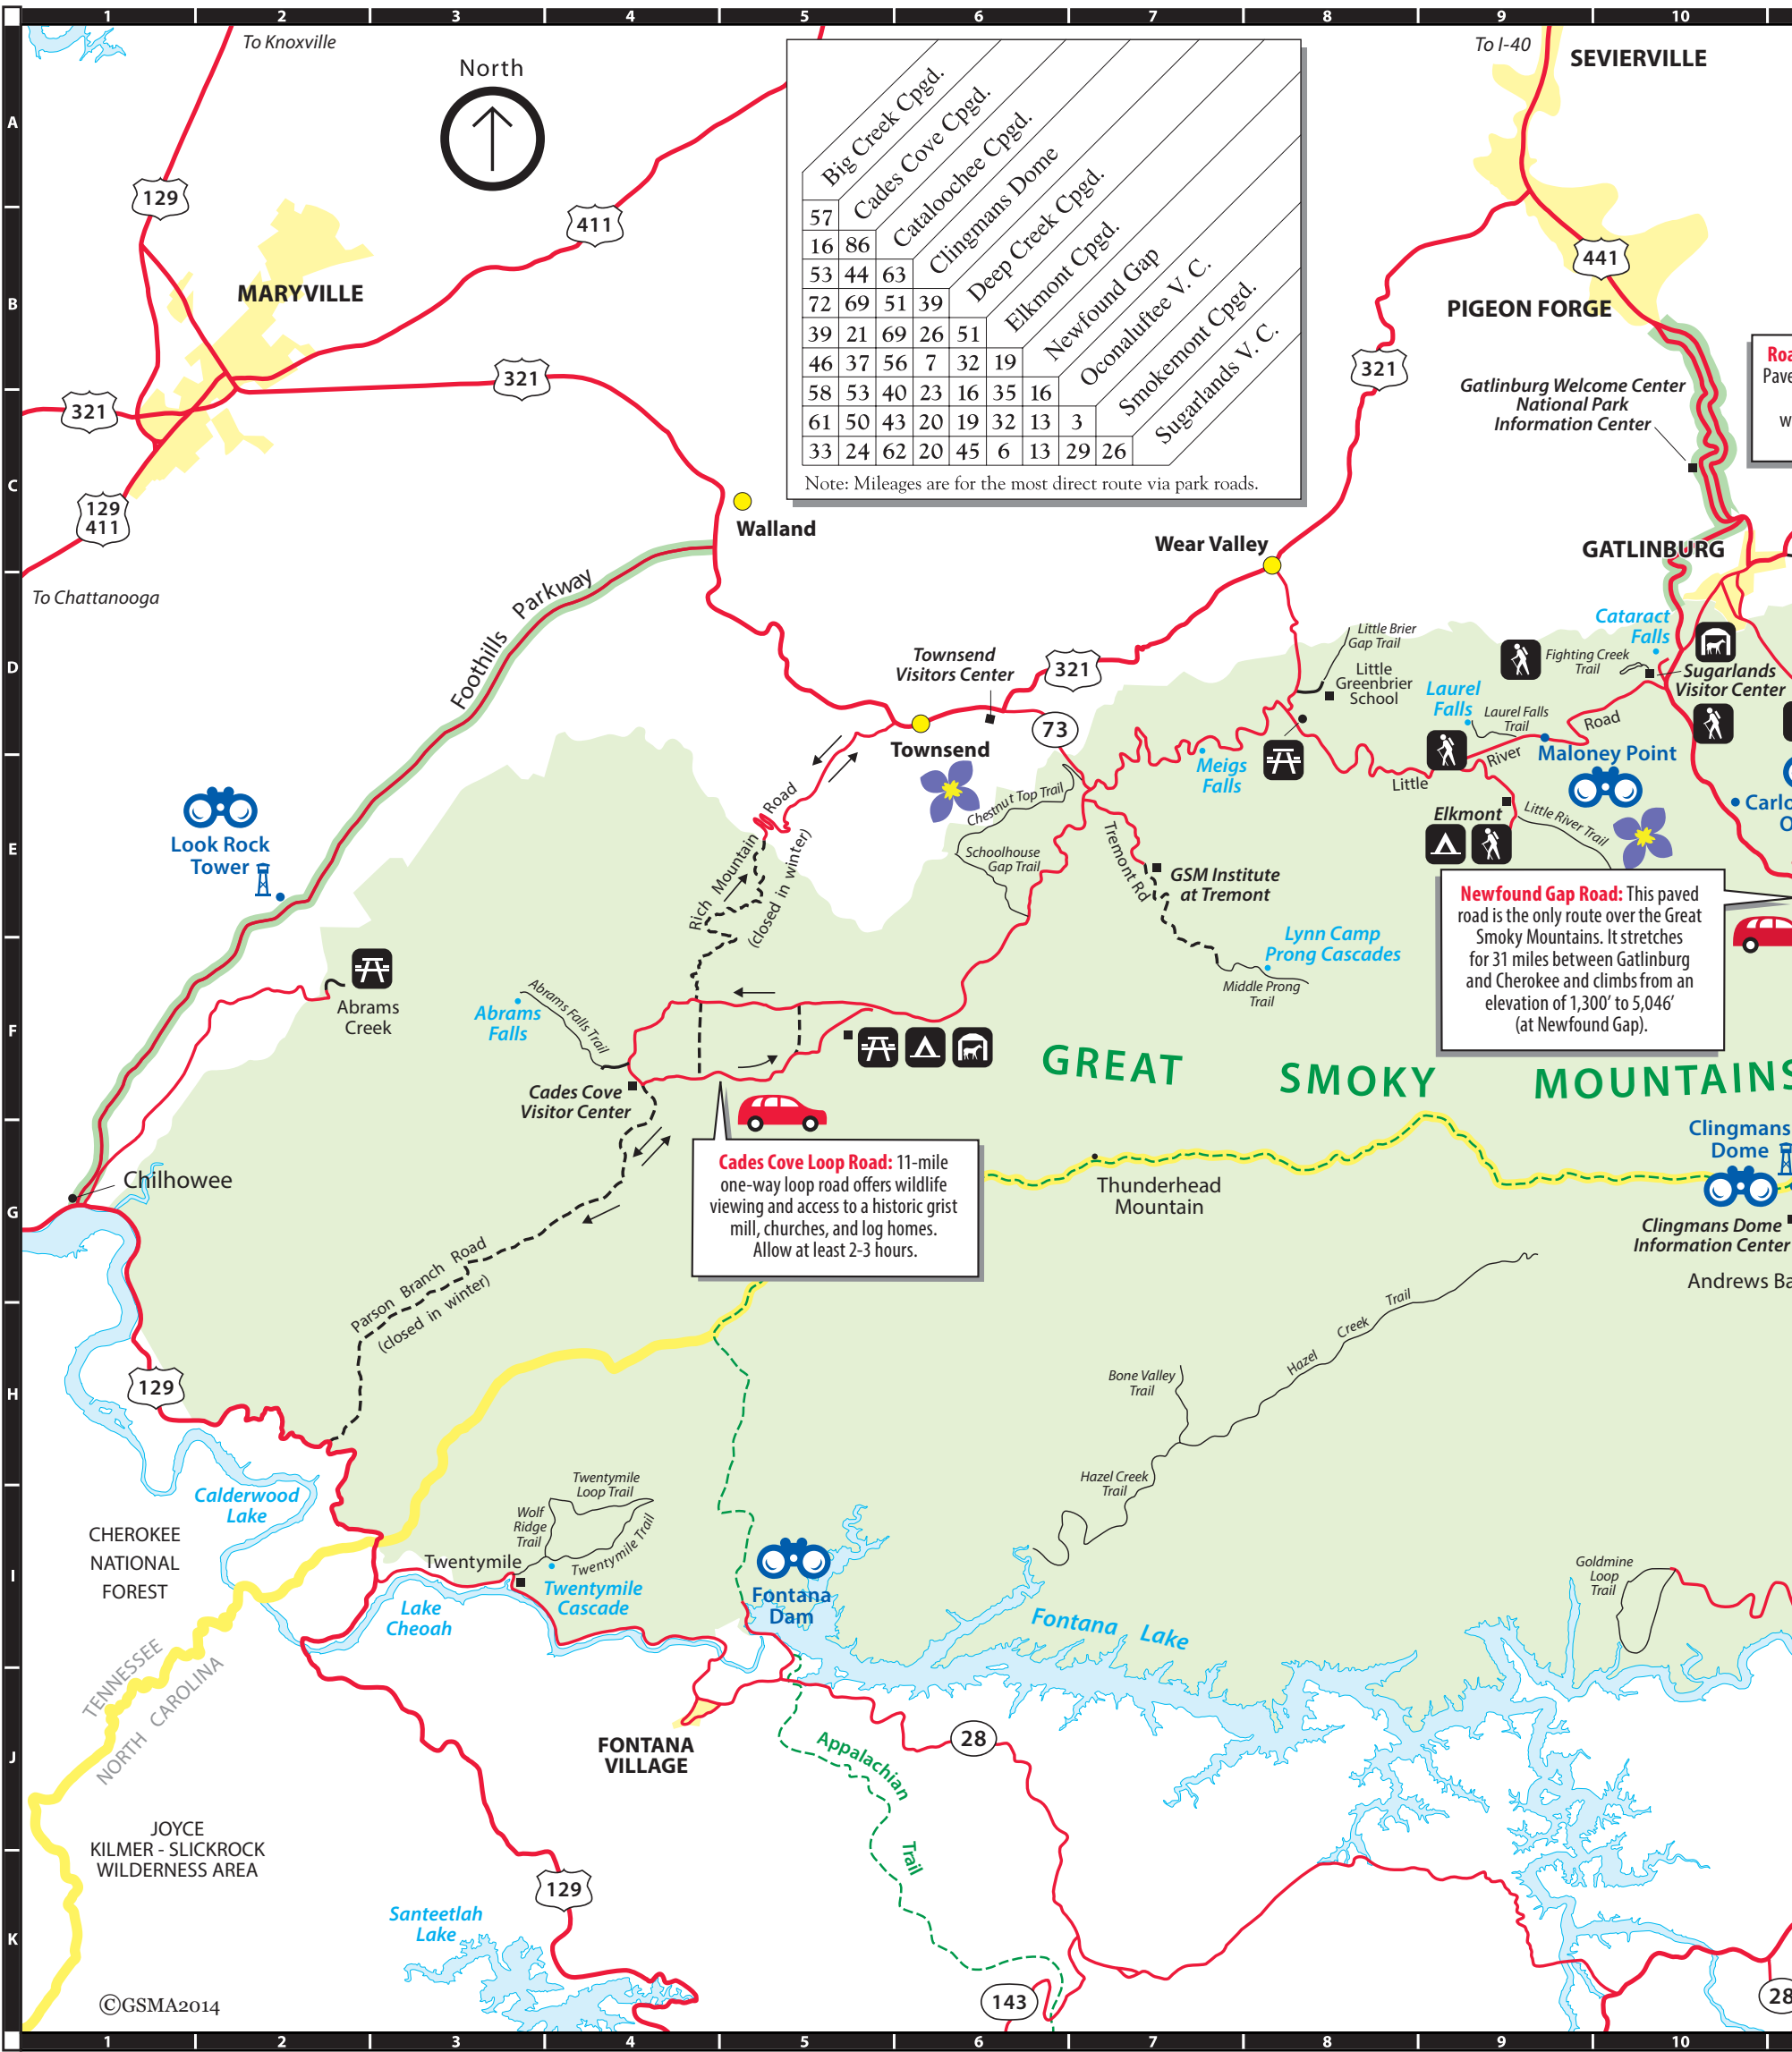 1 2 3 4 5 6 7 8 9 10
A
B
C
D
E
F
G
H
I
J
K
To Knoxville
North
To I-40
SEVIERVILLE
129
411
441
MARYVILLE
PIGEON FORGE
321
321
321
129
411
To Chattanooga
Big Creek Cpgd.
Cades Cove Cpgd.
Cataloochee Cpgd.
Clingmans Dome
Deep Creek Cpgd.
Elkmont Cpgd.
Newfound Gap
Oconaluftee V. C.
Smokemont Cpgd.
Sugarlands V. C.
57
16 86
53 44 63
72 69 51 39
39 21 69 26 51
46 37 56 7 32 19
58 53 40 23 16 35 16
61 50 43 20 19 32 13 3
33 24 62 20 45 6 13 29 26
Note: Mileages are for the most direct route via park roads.
Gatlinburg Welcome Center
National Park
Information Center
Walland
Wear Valley
GATLINBURG
Foothills Parkway
Townsend
Visitors Center
321
73
Townsend
Little Brier
Gap Trail
Little
Greenbrier
School
Cataract
Falls
Fighting Creek
Trail
Sugarlands
Visitor Center
Laurel
Falls
Laurel Falls
Trail
Little River Road
Maloney Point
Meigs
Falls
Elkmont
Little River Trail
Look Rock
Tower
Rich Mountain Road
(closed in winter)
Chestnut Top Trail
Schoolhouse
Gap Trail
Tremont Rd
GSM Institute
at Tremont
Lynn Camp
Prong Cascades
Middle Prong
Trail
Newfound Gap Road: This paved
road is the only route over the Great
Smoky Mountains. It stretches
for 31 miles between Gatlinburg
and Cherokee and climbs from an
elevation of 1,300’ to 5,046’
(at Newfound Gap).
Abrams
Creek
Abrams
Falls
Abrams Falls Trail
Cades Cove
Visitor Center
GREAT SMOKY MOUNTAINS
Cades Cove Loop Road: 11-mile
one-way loop road offers wildlife
viewing and access to a historic grist
mill, churches, and log homes.
Allow at least 2-3 hours.
Chilhowee
Thunderhead
Mountain
Clingmans
Dome
Clingmans Dome
Information Center
Andrews Ba
Parson Branch Road
(closed in winter)
129
Hazel Creek Trail
Bone Valley
Trail
Hazel Creek
Trail
Calderwood
Lake
CHEROKEE
NATIONAL
FOREST
Twentymile
Loop Trail
Wolf
Ridge
Trail
Twentymile Trail
Twentymile
Twentymile
Cascade
Lake
Cheoah
Fontana
Dam
Fontana Lake
Goldmine
Loop
Trail
TENNESSEE
NORTH CAROLINA
FONTANA
VILLAGE
28
Appalachian Trail
JOYCE
KILMER - SLICKROCK
WILDERNESS AREA
129
Santeetlah
Lake
143
28
©GSMA2014
1 2 3 4 5 6 7 8 9 10